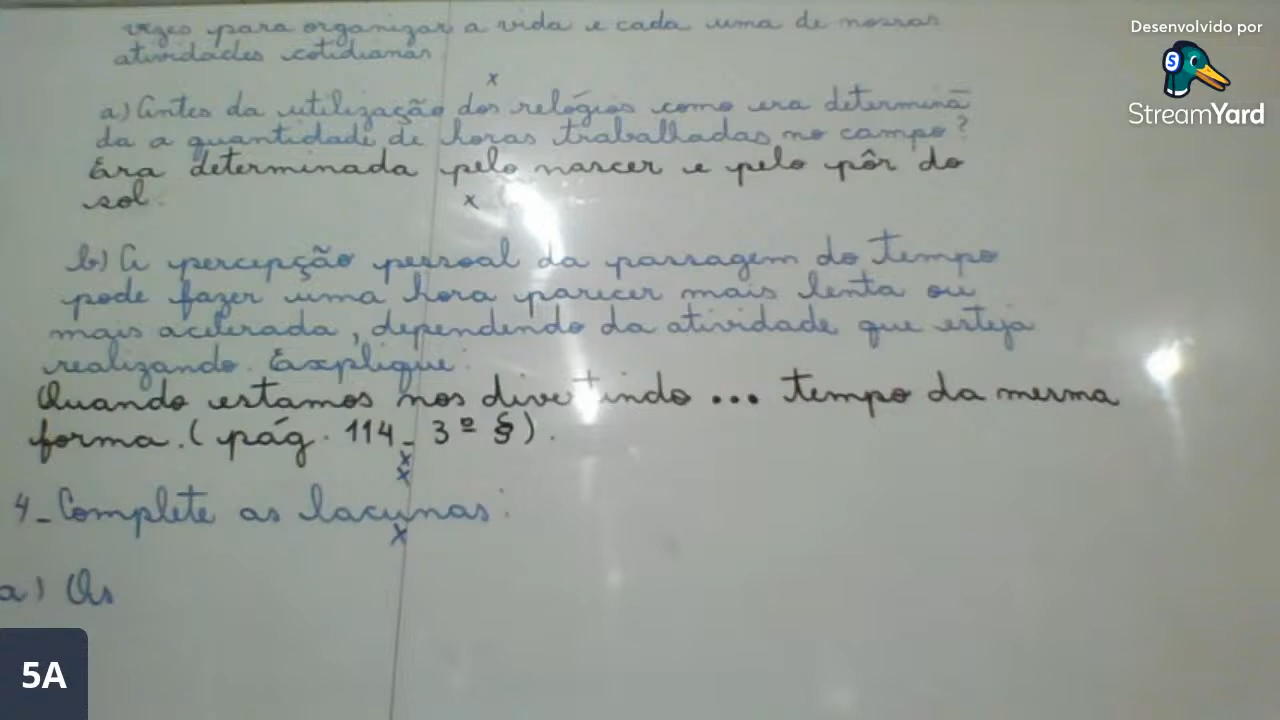 vezes para organizar a vida e cada uma de nossas
atividades cotidianas
x
a) Antes da utilização dos relógios como era determina
da a quantidade de horas trabalhadas no campo?
Era determinada pelo nascer e pelo pôr do
sol.
x
b) A percepção pessoal da passagem do tempo
pode fazer uma hora parecer mais lenta ou
mais acelerada, dependendo da atividade que esteja
realizando. Explique:
Quando estamos nos divertindo ... tempo da mesma
forma. (pág. 114 - 3º §).
x
x
4- Complete as lacunas:
x
a) Os
Desenvolvido por
StreamYard
5A